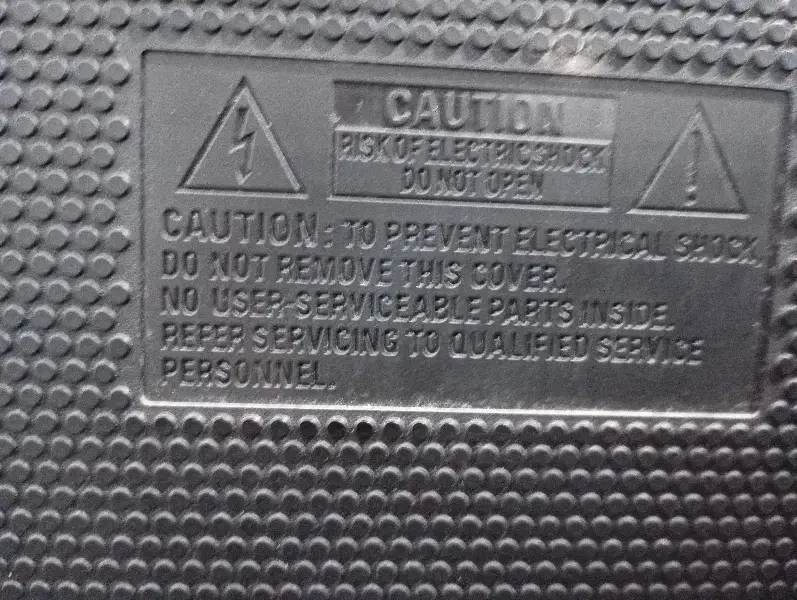 CAUTION
RISK OF ELECTRIC SHOCK
DO NOT OPEN
CAUTION: TO PREVENT ELECTRICAL SHOCK,
DO NOT REMOVE THIS COVER.
NO USER-SERVICEABLE PARTS INSIDE.
REFER SERVICING TO QUALIFIED SERVICE
PERSONNEL.